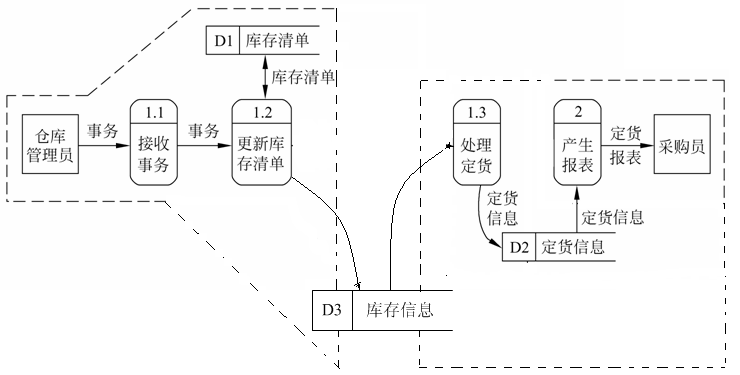 D1 库存清单
库存清单
1.1
1.2
1.3
2
仓库
管理员
事务
接收
事务
事务
更新库
存清单
处理
定货
产生
报表
定货
报表
采购员
定货
信息
定货信息
D2 定货信息
D3 库存信息